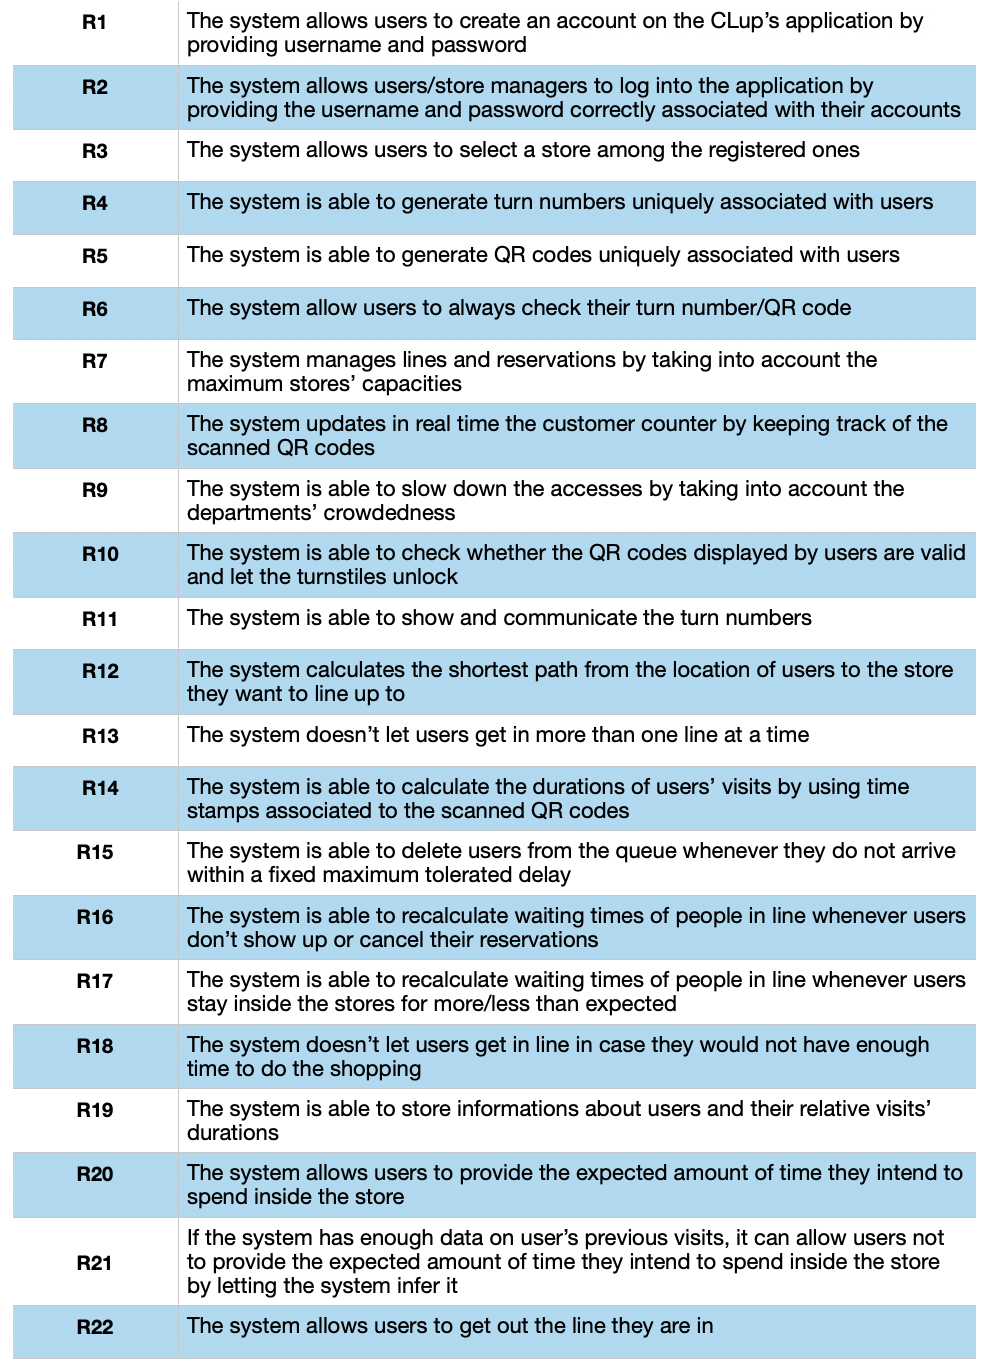 R1
The system allows users to create an account on the CLup’s application by
providing username and password
R2
The system allows users/store managers to log into the application by
providing the username and password correctly associated with their accounts
R3
The system allows users to select a store among the registered ones
R4
The system is able to generate turn numbers uniquely associated with users
R5
The system is able to generate QR codes uniquely associated with users
R6
The system allow users to always check their turn number/QR code
R7
The system manages lines and reservations by taking into account the
maximum stores’ capacities
R8
The system updates in real time the customer counter by keeping track of the
scanned QR codes
R9
The system is able to slow down the accesses by taking into account the
departments’ crowdedness
R10
The system is able to check whether the QR codes displayed by users are valid
and let the turnstiles unlock
R11
The system is able to show and communicate the turn numbers
R12
The system calculates the shortest path from the location of users to the store
they want to line up to
R13
The system doesn’t let users get in more than one line at a time
R14
The system is able to calculate the durations of users’ visits by using time
stamps associated to the scanned QR codes
R15
The system is able to delete users from the queue whenever they do not arrive
within a fixed maximum tolerated delay
R16
The system is able to recalculate waiting times of people in line whenever users
don’t show up or cancel their reservations
R17
The system is able to recalculate waiting times of people in line whenever users
stay inside the stores for more/less than expected
R18
The system doesn’t let users get in line in case they would not have enough
time to do the shopping
R19
The system is able to store informations about users and their relative visits’
durations
R20
The system allows users to provide the expected amount of time they intend to
spend inside the store
R21
If the system has enough data on user’s previous visits, it can allow users not
to provide the expected amount of time they intend to spend inside the store
by letting the system infer it
R22
The system allows users to get out the line they are in